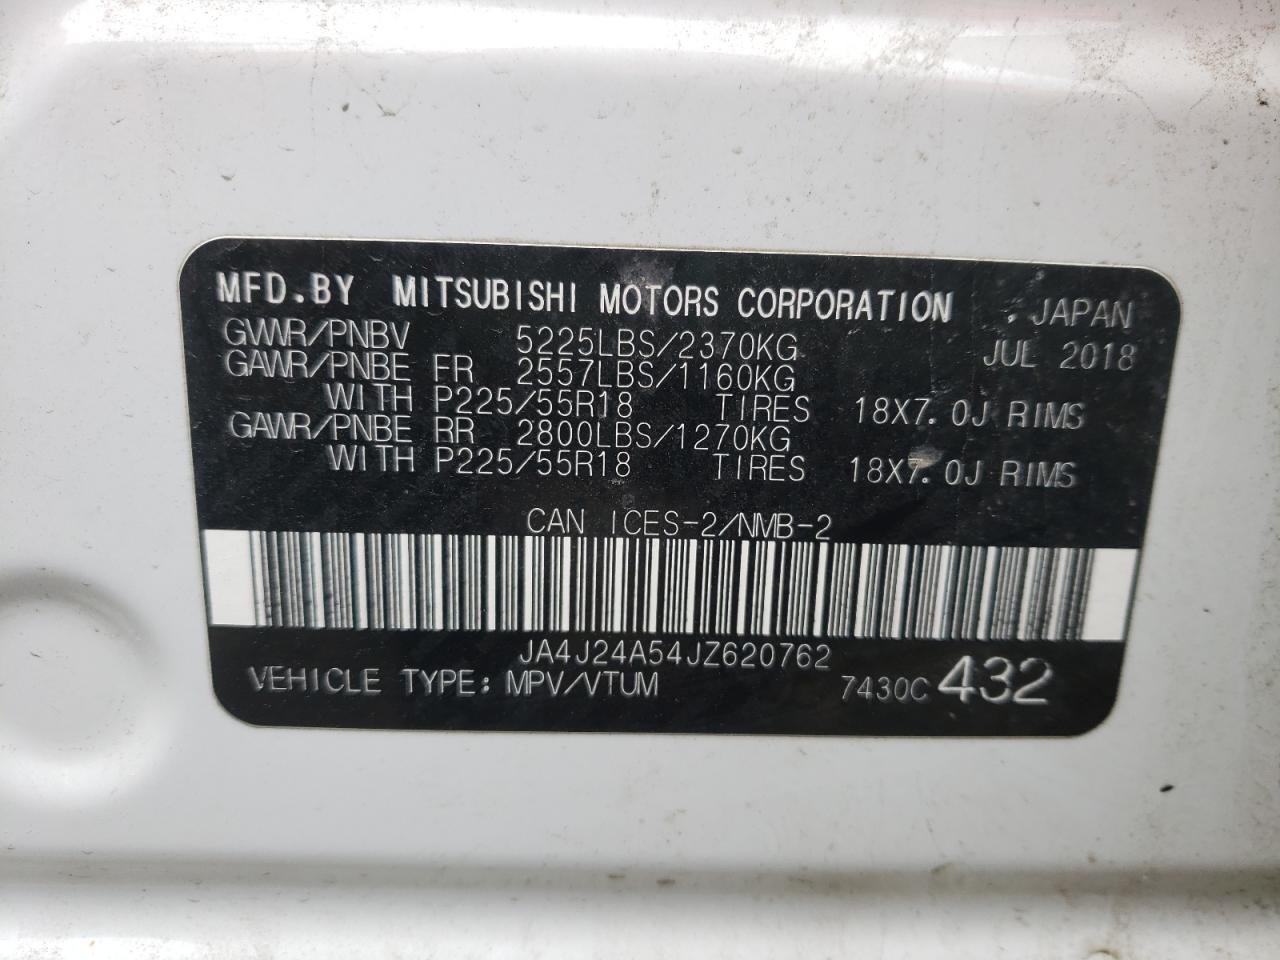 MFD.BY MITSUBISHI MOTORS CORPORATION JAPAN
GVWR/PNBV 5225LBS/2370KG JUL 2018
GAWR/PNBE FR 2557LBS/1160KG
WITH P225/55R18 TIRES 18X7.0J RIMS
GAWR/PNBE RR 2800LBS/1270KG
WITH P225/55R18 TIRES 18X7.0J RIMS
CAN ICES-2/NMB-2
JA4J24A54JZ620762
VEHICLE TYPE: MPV/VTUM 7430C 432